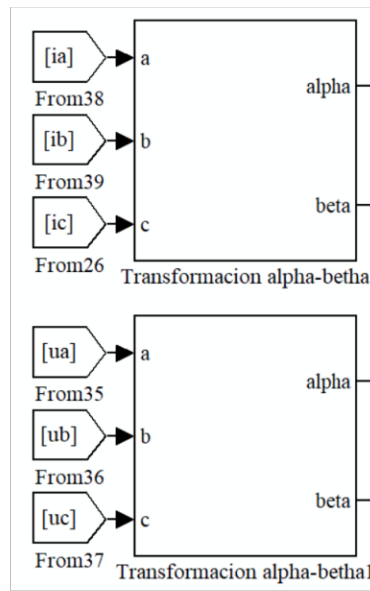 [ia] a
alpha
From38
[ib] b
From39
beta
[ic] c
From26
Transformacion alpha-betha
[ua] a
alpha
From35
[ub] b
From36
beta
[uc] c
From37
Transformacion alpha-betha1